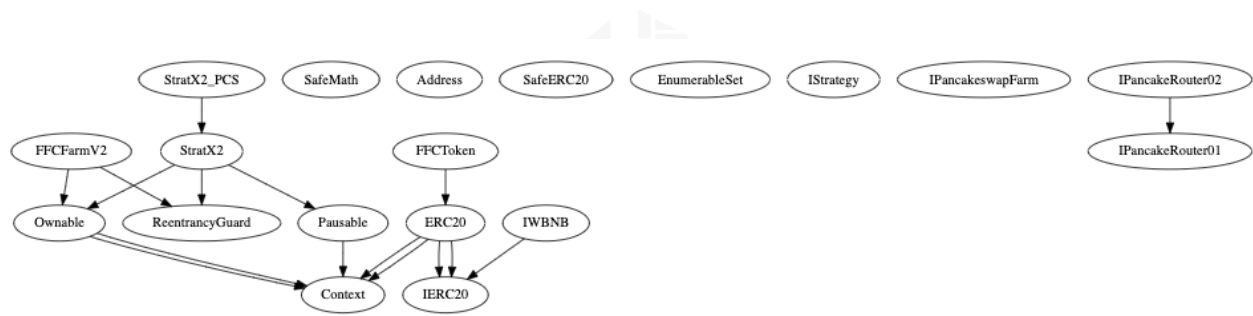 StratX2_PCS
SafeMath
Address
SafeERC20
EnumerableSet
IStrategy
IPancakeswapFarm
IPancakeRouter02
FFCFarmV2
StratX2
FFCToken
IPancakeRouter01
Ownable
ReentrancyGuard
Pausable
ERC20
IWBNB
Context
IERC20